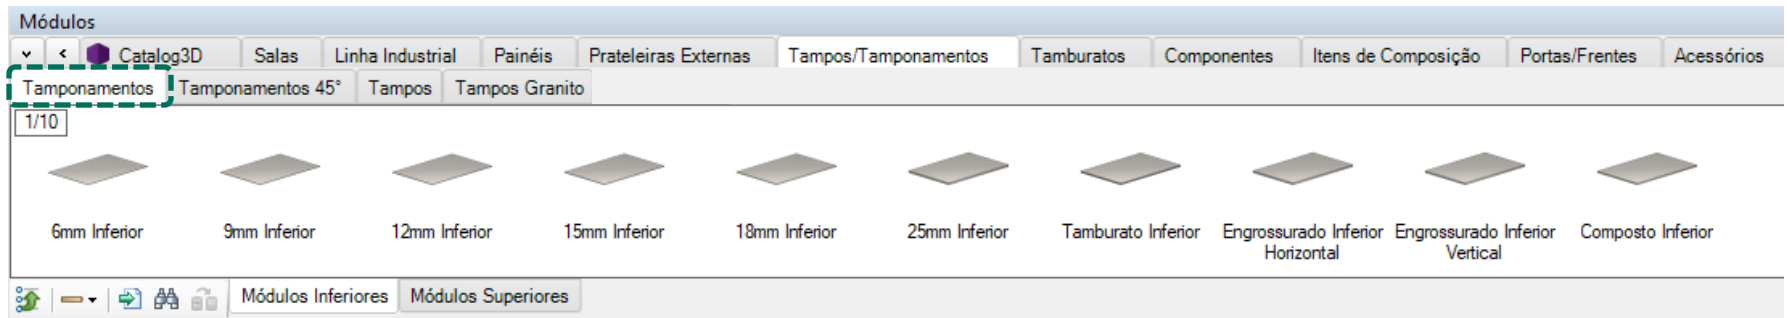 Módulos
Catalog3D Salas Linha Industrial Painéis Prateleiras Externas Tampos/Tamponamentos Tamburatos Componentes Itens de Composição Portas/Frentes Acessórios
Tamponamentos Tamponamentos 45° Tampos Tampos Granito
1/10
6mm Inferior 9mm Inferior 12mm Inferior 15mm Inferior 18mm Inferior 25mm Inferior Tamburato Inferior Engrossurado Inferior Engrossurado Inferior Composto Inferior
Horizontal Vertical
Módulos Inferiores Módulos Superiores